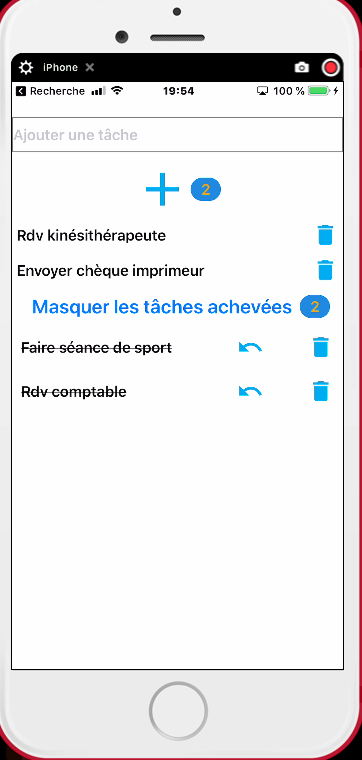 iPhone
Recherche 19:54 100 %
Ajouter une tâche
2
Rdv kinésithérapeute
Envoyer chèque imprimeur
Masquer les tâches achevées 2
Faire séance de sport
Rdv comptable